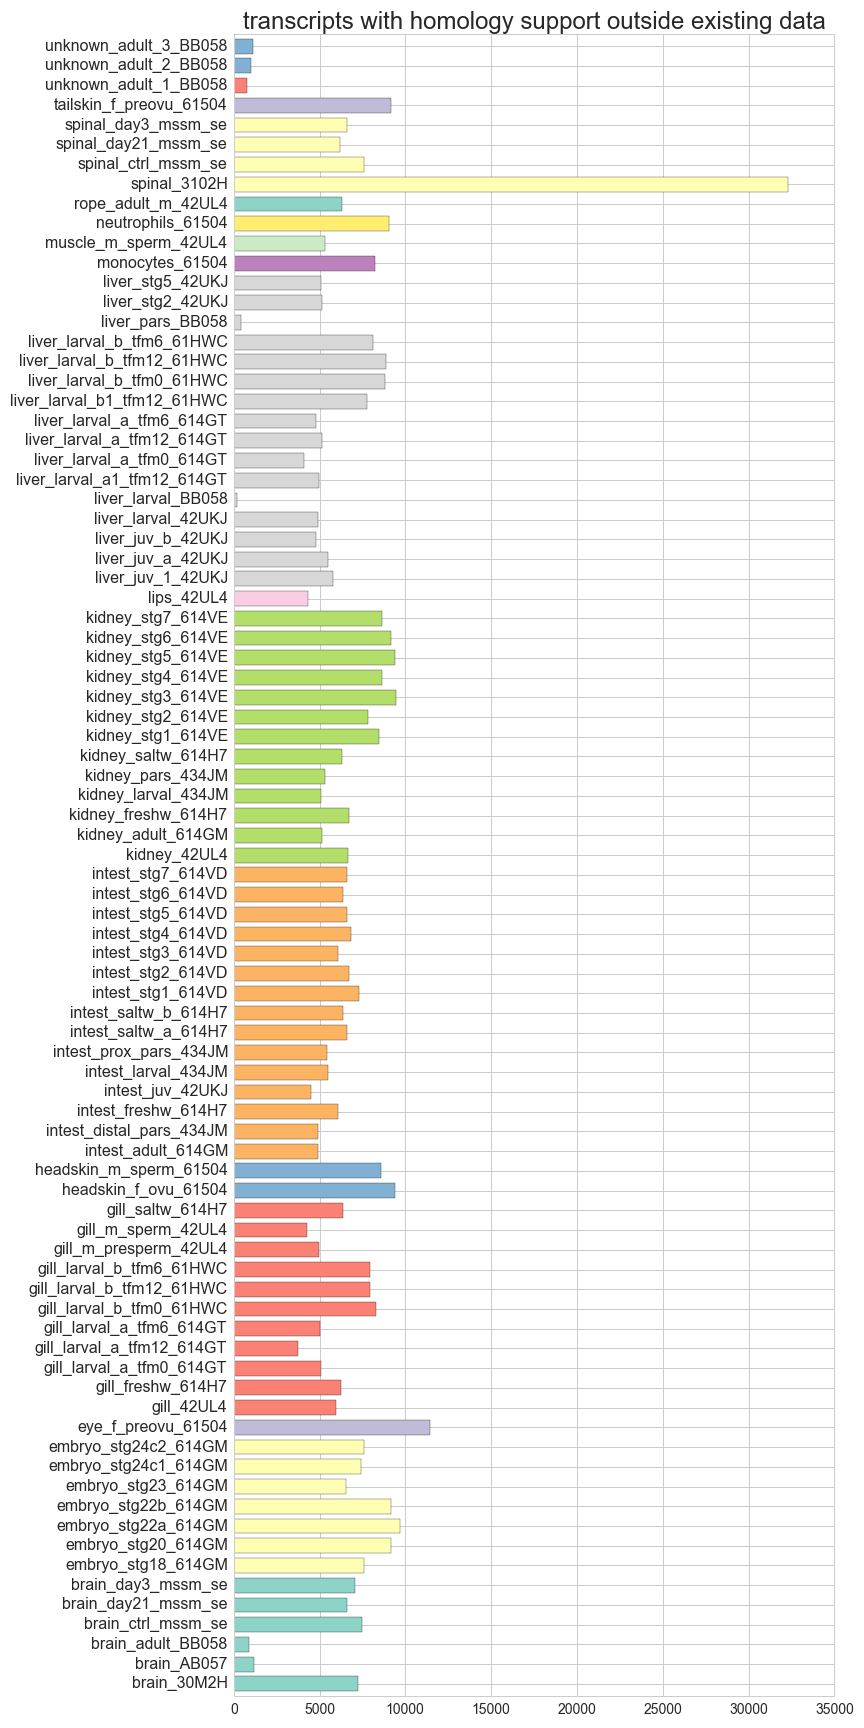 transcripts with homology support outside existing data
unknown_adult_3_BB058
unknown_adult_2_BB058
unknown_adult_1_BB058
tailskin_f_preovu_61504
spinal_day3_mssm_se
spinal_day21_mssm_se
spinal_ctrl_mssm_se
spinal_3102H
rope_adult_m_42UL4
neutrophils_61504
muscle_m_sperm_42UL4
monocytes_61504
liver_stg5_42UKJ
liver_stg2_42UKJ
liver_pars_BB058
liver_larval_b_tfm6_61HWC
liver_larval_b_tfm12_61HWC
liver_larval_b_tfm0_61HWC
liver_larval_b1_tfm12_61HWC
liver_larval_a_tfm6_614GT
liver_larval_a_tfm12_614GT
liver_larval_a_tfm0_614GT
liver_larval_a1_tfm12_614GT
liver_larval_BB058
liver_larval_42UKJ
liver_juv_b_42UKJ
liver_juv_a_42UKJ
liver_juv_1_42UKJ
lips_42UL4
kidney_stg7_614VE
kidney_stg6_614VE
kidney_stg5_614VE
kidney_stg4_614VE
kidney_stg3_614VE
kidney_stg2_614VE
kidney_stg1_614VE
kidney_saltw_614H7
kidney_pars_434JM
kidney_larval_434JM
kidney_freshw_614H7
kidney_adult_614GM
kidney_42UL4
intest_stg7_614VD
intest_stg6_614VD
intest_stg5_614VD
intest_stg4_614VD
intest_stg3_614VD
intest_stg2_614VD
intest_stg1_614VD
intest_saltw_b_614H7
intest_saltw_a_614H7
intest_prox_pars_434JM
intest_larval_434JM
intest_juv_42UKJ
intest_freshw_614H7
intest_distal_pars_434JM
intest_adult_614GM
headskin_m_sperm_61504
headskin_f_ovu_61504
gill_saltw_614H7
gill_m_sperm_42UL4
gill_m_presperm_42UL4
gill_larval_b_tfm6_61HWC
gill_larval_b_tfm12_61HWC
gill_larval_b_tfm0_61HWC
gill_larval_a_tfm6_614GT
gill_larval_a_tfm12_614GT
gill_larval_a_tfm0_614GT
gill_freshw_614H7
gill_42UL4
eye_f_preovu_61504
embryo_stg24c2_614GM
embryo_stg24c1_614GM
embryo_stg23_614GM
embryo_stg22b_614GM
embryo_stg22a_614GM
embryo_stg20_614GM
embryo_stg18_614GM
brain_day3_mssm_se
brain_day21_mssm_se
brain_ctrl_mssm_se
brain_adult_BB058
brain_AB057
brain_30M2H
0 5000 10000 15000 20000 25000 30000 35000